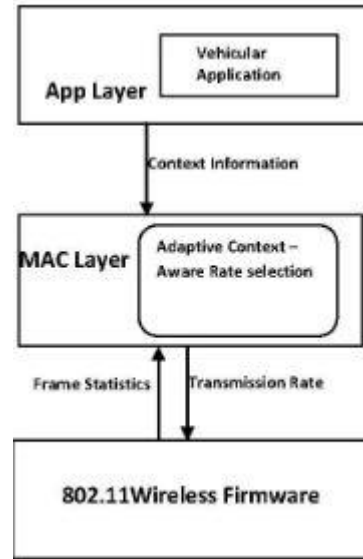 Vehicular
Application
App Layer
Context Information
Adaptive Context –
Aware Rate selection
MAC Layer
Frame Statistics
Transmission Rate
802.11Wireless Firmware